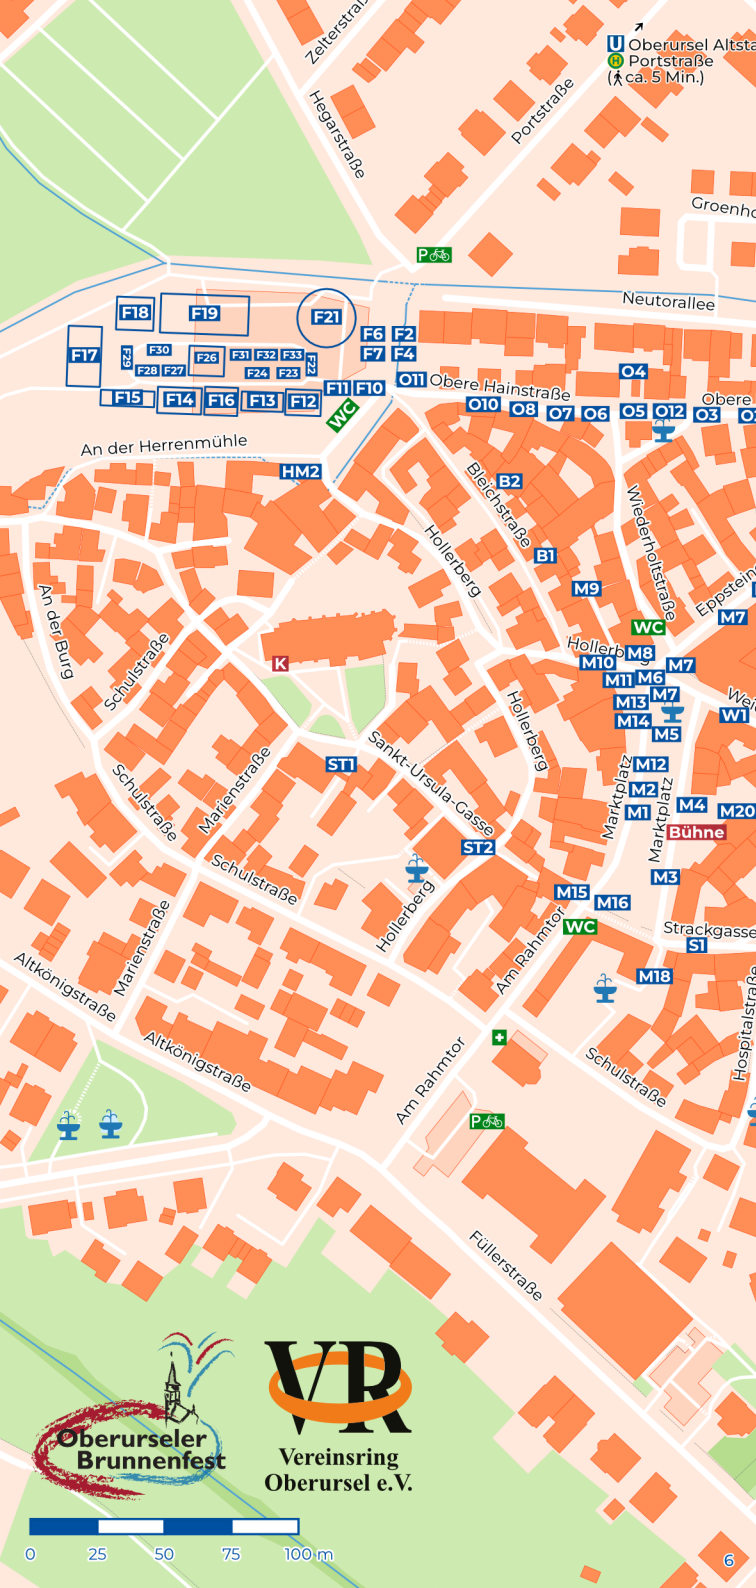 Zelterstraß
Oberursel Altsta
Portstraße
(ca. 5 Min.)
U
H
Hegarstraße
Portstraße
Groenho
P
Neutorallee
F18
F19
F21
F6
F2
F17
F29
F30
F26
F31
F32
F33
F22
F7
F4
F28
F27
F24
F23
O4
F15
F14
F16
F13
F12
F11
F10
O11
Obere Hainstraße
Obere
WC
O10
O8
O7
O6
O5
O12
O3
An der Herrenmühle
HM2
B2
Bleichstraße
Wiederholtstraße
Hollerberg
B1
M9
Eppstein
An der Burg
Schulstraße
WC
M7
K
Hollerberg
M8
M10
M7
M11
M6
M7
M13
M14
M5
Wei
W1
Hollerberg
Sankt-Ursula-Gasse
ST1
Marienstraße
Schulstraße
M12
M2
M1
Marktplatz
Marktplatz
M4
M20
Bühne
ST2
Schulstraße
M3
M15
M16
Hollerberg
WC
Strackgasse
S1
Marienstraße
Am Rahmtor
M18
Altkönigstraße
Hospitalstraße
Altkönigstraße
Am Rahmtor
Schulstraße
P
Füllerstraße
Oberurseler
Brunnenfest
VR
Vereinsring
Oberursel e.V.
0 25 50 75 100 m
6